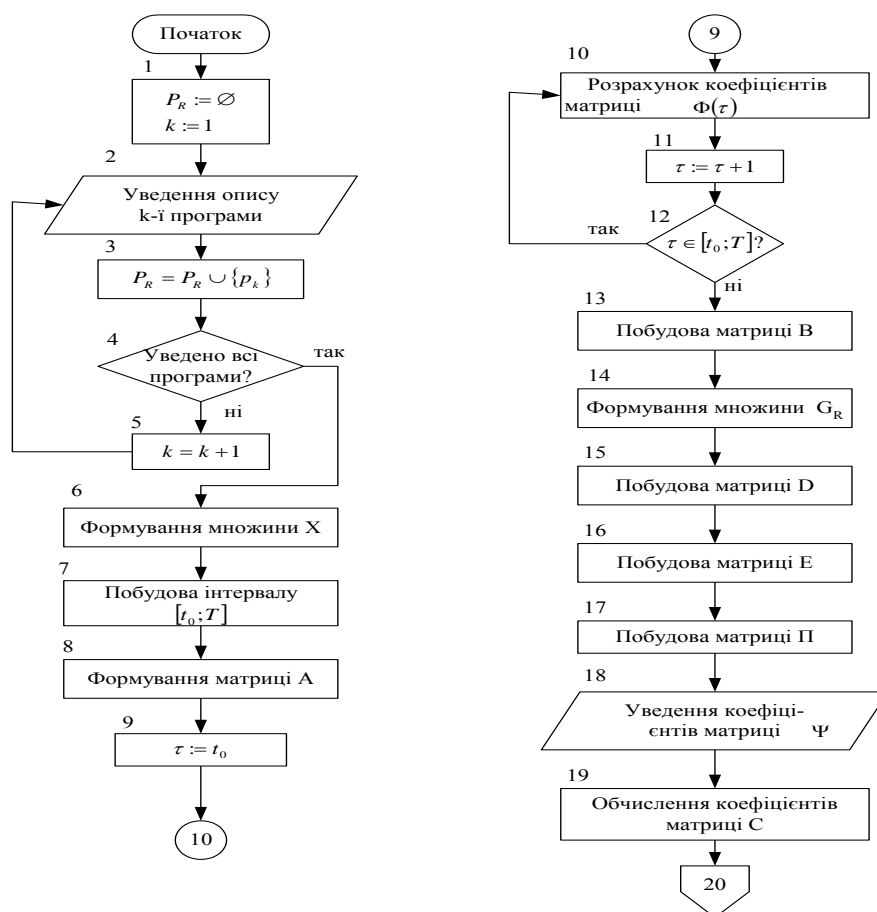 Початок
1
P_R := ∅
k := 1
2
Уведення опису
k-ї програми
3
P_R = P_R ∪ {p_k}
4
Уведено всі
програми?
так
ні
5
k = k + 1
6
Формування множини X
7
Побудова інтервалу
[t_0; T]
8
Формування матриці А
9
τ := t_0
10
9
10
Розрахунок коефіцієнтів
матриці Φ(τ)
11
τ := τ + 1
12
τ ∈ [t_0; T]?
так
ні
13
Побудова матриці В
14
Формування множини G_R
15
Побудова матриці D
16
Побудова матриці Е
17
Побудова матриці П
18
Уведення коефіці-
єнтів матриці Ψ
19
Обчислення коефіцієнтів
матриці С
20